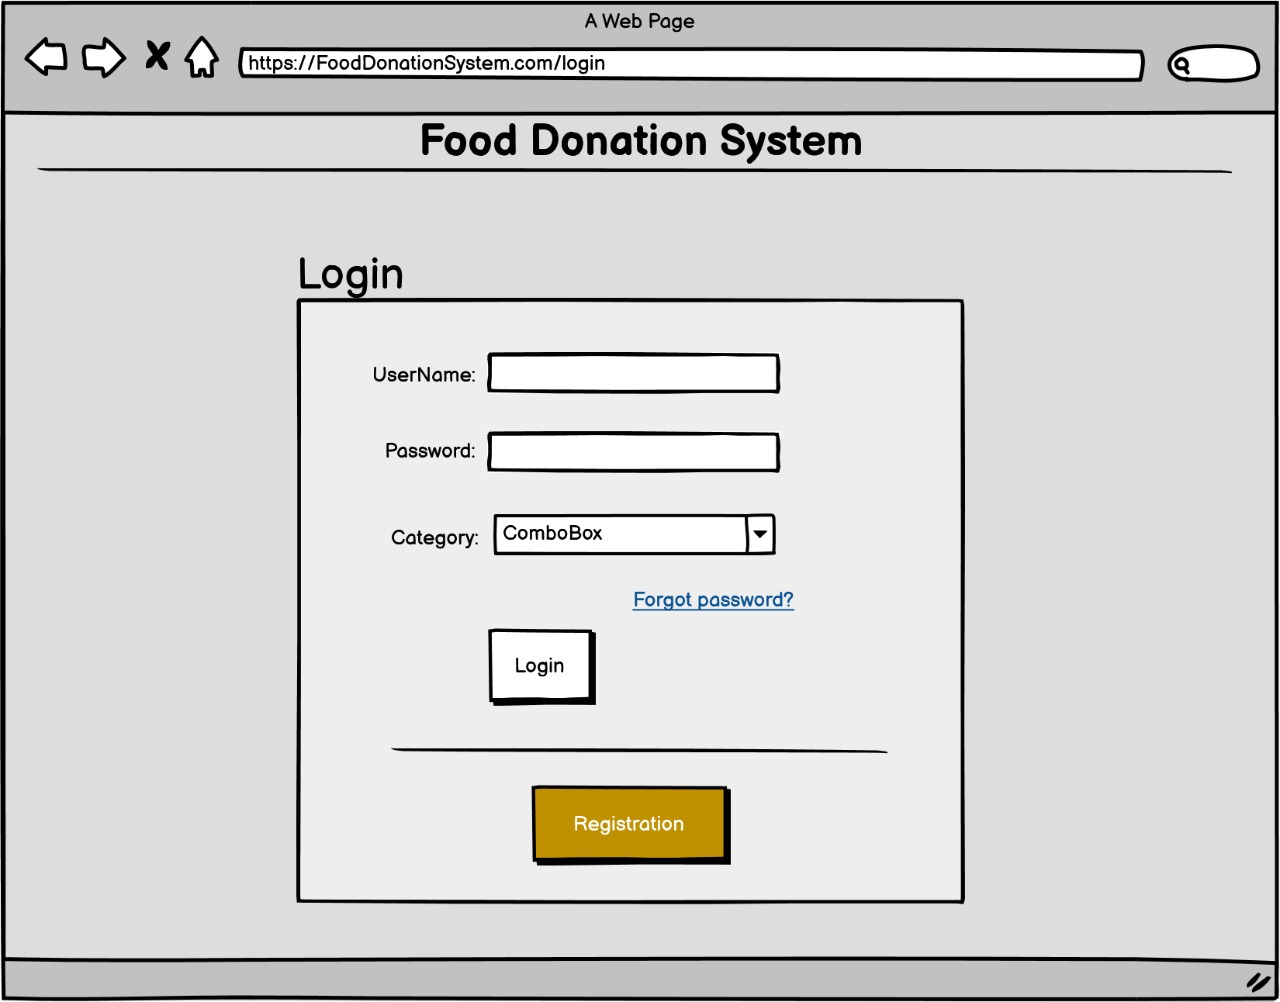 A Web Page
https://FoodDonationSystem.com/login
Food Donation System
Login
UserName:
Password:
Category: ComboBox
Forgot password?
Login
Registration